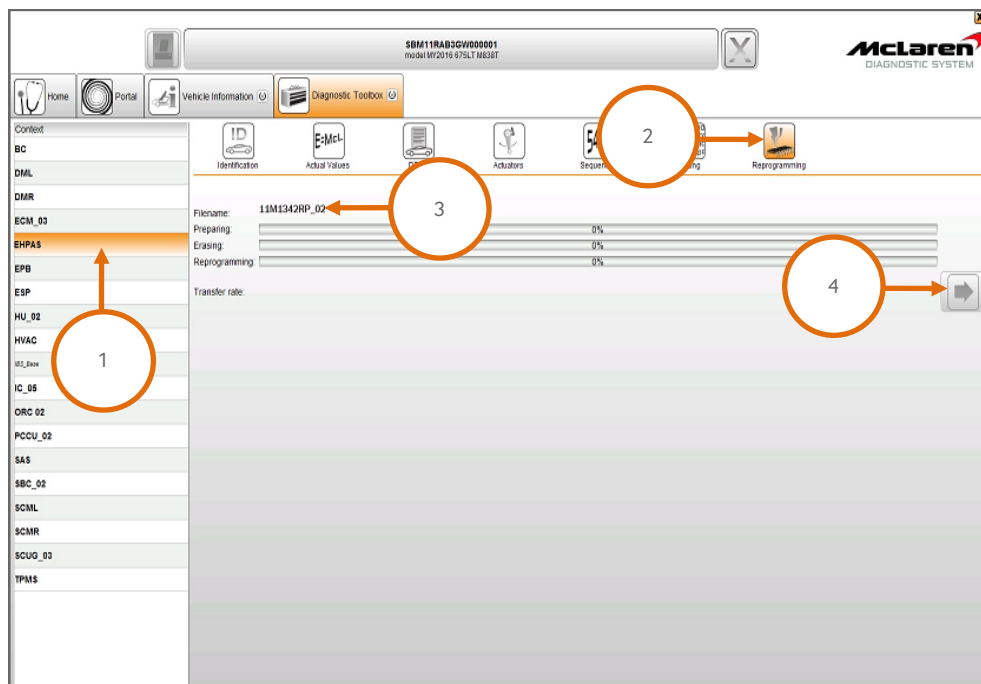 X
SBM11RAB3GW000001
model MY2016 675LT M838T
X
McLaren
DIAGNOSTIC SYSTEM
Home
Portal
Vehicle Information
Diagnostic Toolbox
Context
BC
DML
DMR
ECM_03
EHPAS
EPB
ESP
HU_02
HVAC
IC_05
ORC 02
PCCU_02
SAS
SBC_02
SCML
SCMR
SCUG_03
TPMS
ID
Identification
E:McL
Actual Values
Actuators
2
Reprogramming
Filename: 11M1342RP_02
3
Preparing: 0%
Erasing: 0%
Reprogramming: 0%
Transfer rate:
4
1